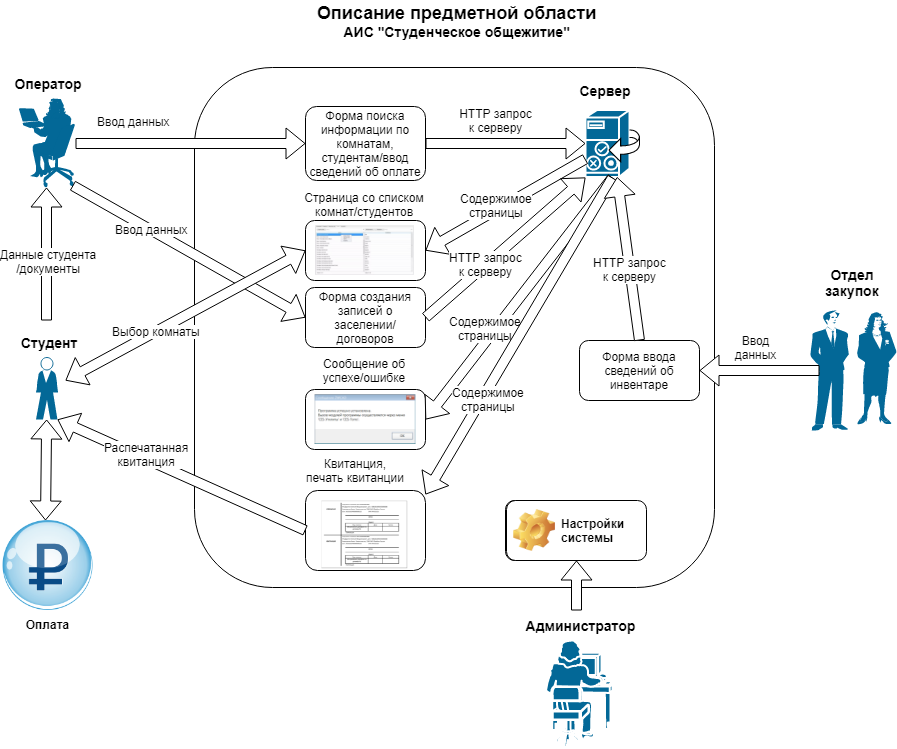 Описание предметной области
АИС "Студенческое общежитие"
Оператор
Сервер
Ввод данных
Форма поиска
информации по
комнатам,
студентам/ввод
сведений об оплате
HTTP запрос
к серверу
Страница со списком
комнат/студентов
Содержимое
страницы
Ввод данных
HTTP запрос
к серверу
Данные студента
/документы
HTTP запрос
к серверу
Отдел
закупок
Форма создания
записей о
заселении/
договоров
Выбор комнаты
Содержимое
страницы
Студент
Ввод
данных
Форма ввода
сведений об
инвентаре
Сообщение об
успехе/ошибке
Содержимое
страницы
Распечатанная
квитанция
Квитанция,
печать квитанции
Настройки
системы
Оплата
Администратор